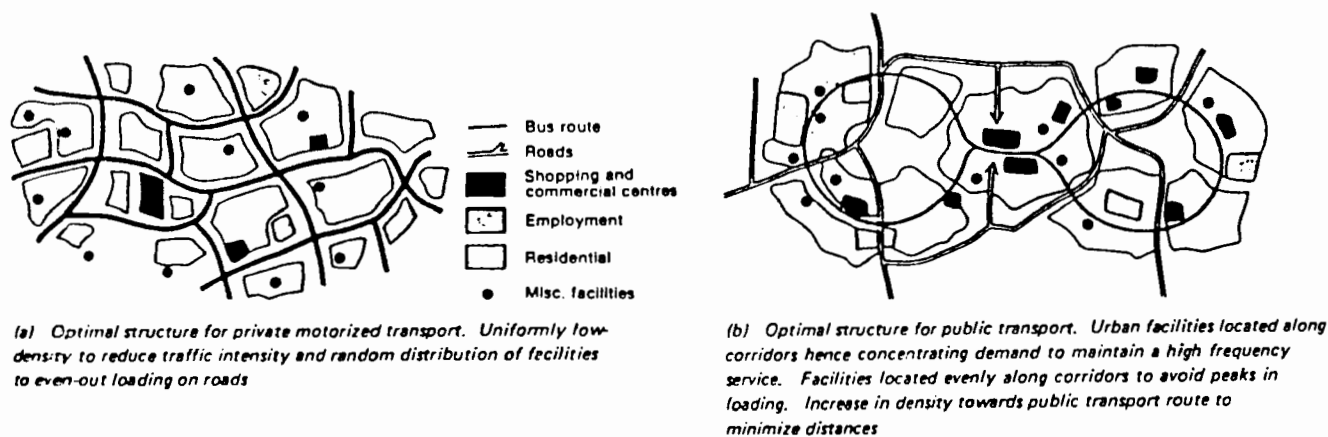 Bus route
Roads
Shopping and
commercial centres
Employment
Residential
Misc. facilities
(a) Optimal structure for private motorized transport. Uniformly low-
density to reduce traffic intensity and random distribution of facilities
to even-out loading on roads
(b) Optimal structure for public transport. Urban facilities located along
corridors hence concentrating demand to maintain a high frequency
service. Facilities located evenly along corridors to avoid peaks in
loading. Increase in density towards public transport route to
minimize distances